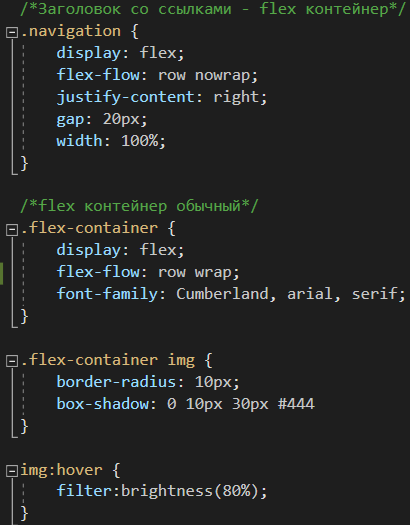 /*Заголовок со ссылками - flex контейнер*/
.navigation {
display: flex;
flex-flow: row nowrap;
justify-content: right;
gap: 20px;
width: 100%;
}
/*flex контейнер обычный*/
.flex-container {
display: flex;
flex-flow: row wrap;
font-family: Cumberland, arial, serif;
}
.flex-container img {
border-radius: 10px;
box-shadow: 0 10px 30px #444
}
img:hover {
filter:brightness(80%);
}